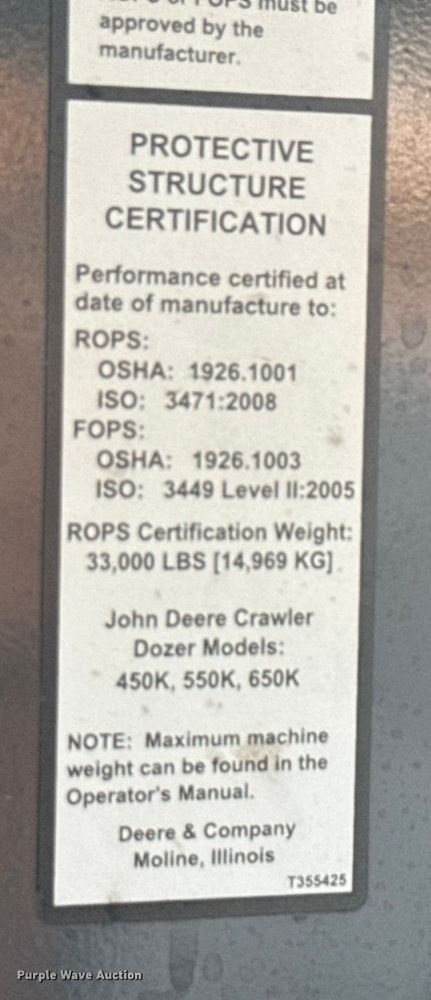 must be
approved by the
manufacturer.
PROTECTIVE
STRUCTURE
CERTIFICATION
Performance certified at
date of manufacture to:
ROPS:
OSHA: 1926.1001
ISO: 3471:2008
FOPS:
OSHA: 1926.1003
ISO: 3449 Level II:2005
ROPS Certification Weight:
33,000 LBS [14,969 KG]
John Deere Crawler
Dozer Models:
450K, 550K, 650K
NOTE: Maximum machine
weight can be found in the
Operator's Manual.
Deere & Company
Moline, Illinois
T355425
Purple Wave Auction